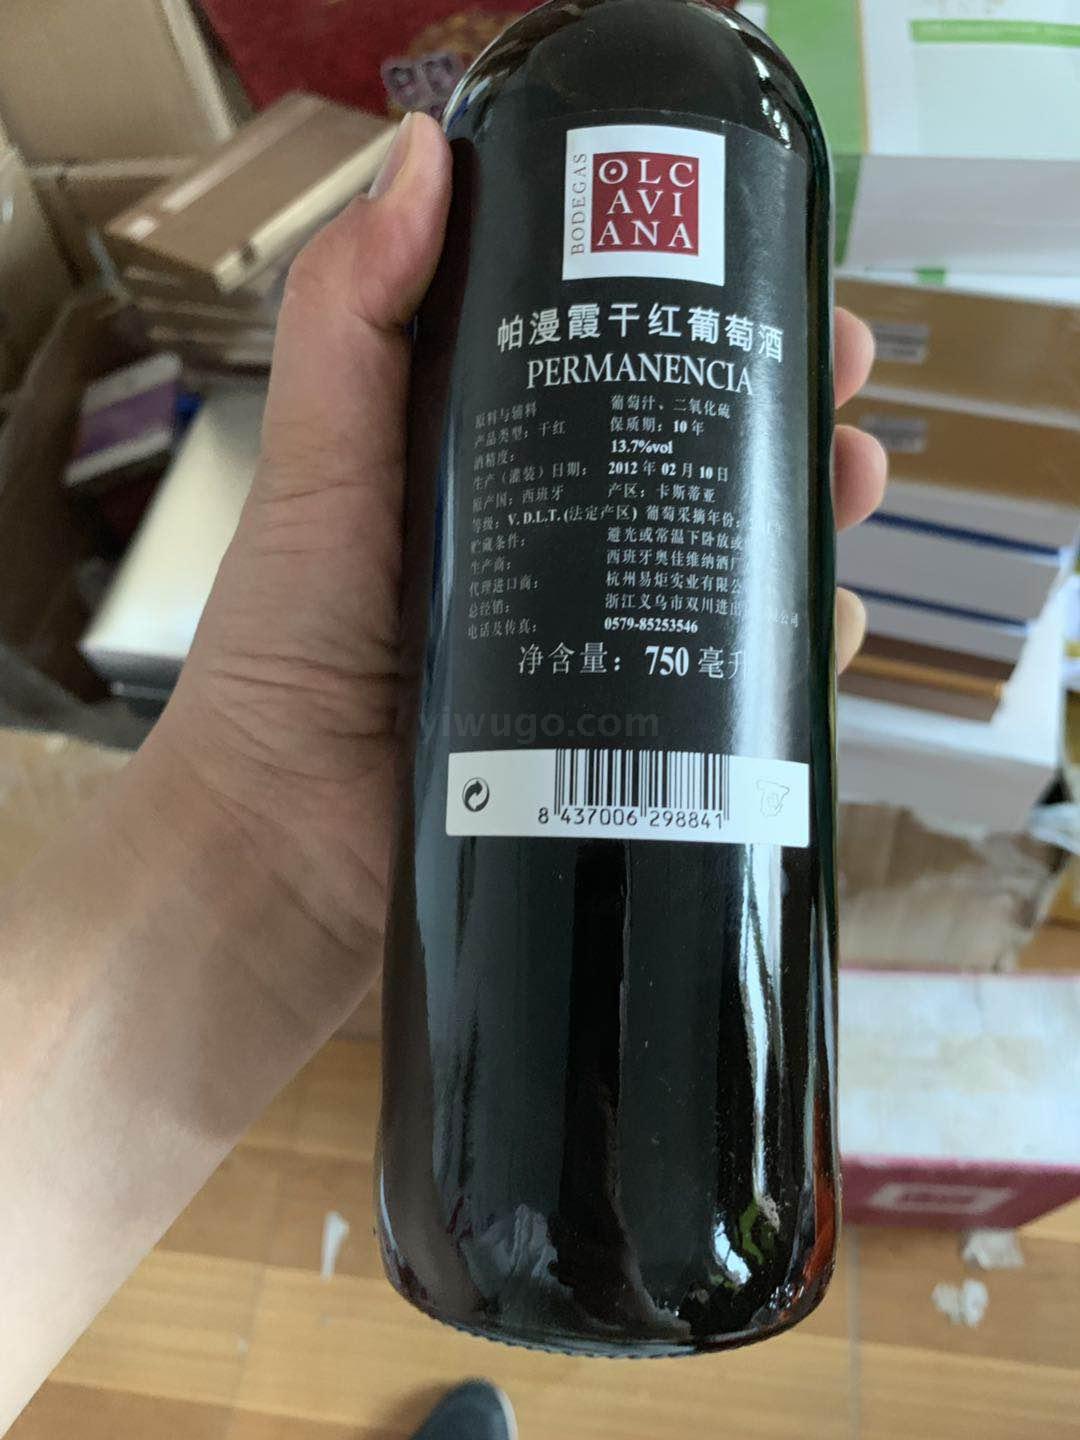 BODEGAS
OLC
AVI
ANA
帕漫霞干红葡萄酒
PERMANENCIA
原料与辅料 葡萄汁、二氧化硫
产品类型：干红 保质期：10年
酒精度： 13.7%vol
生产（灌装）日期： 2012年02月10日
原产国：西班牙 产区：卡斯蒂亚
等级：V.D.L.T.(法定产区) 葡萄采摘年份：
贮藏条件： 避光或常温下卧放或
生产商： 西班牙奥佳维纳酒厂
代理进口商： 杭州易炬实业有限公
总经销： 浙江义乌市双川进出 公司
电话及传真： 0579-85253546
净含量：750毫升
yiwugo.com
8 437006 298841